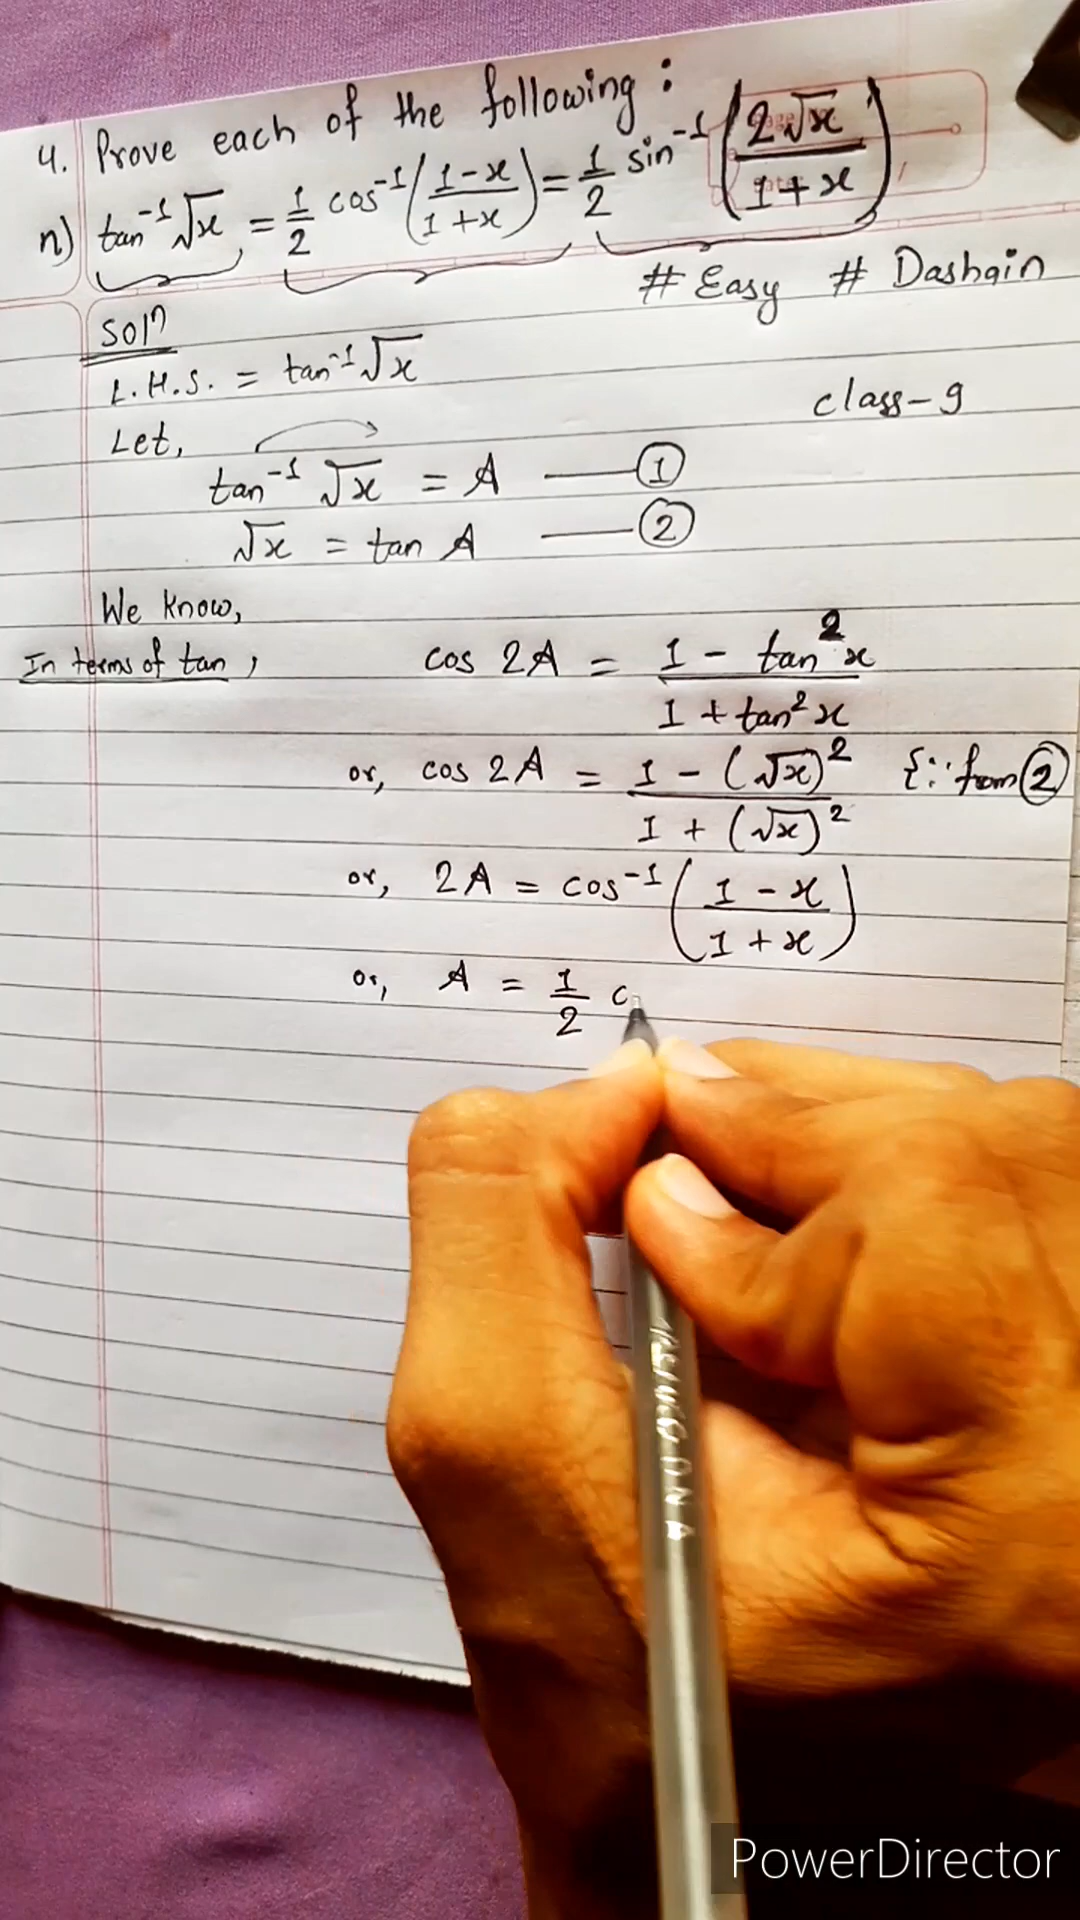 4. Prove each of the following :
n) tan⁻¹√x = 1/2 cos⁻¹(1-x/1+x) = 1/2 sin⁻¹(2√x/1+x)
# Easy # Dashain
Solⁿ
L.H.S. = tan⁻¹√x
class-9
Let,
tan⁻¹ √x = A —— ①
√x = tan A —— ②
We know,
In terms of tan, cos 2A = 1 - tan²x / 1 + tan²x
or, cos 2A = 1 - (√x)² / 1 + (√x)² {∵ from ②
or, 2A = cos⁻¹(1-x/1+x)
or, A = 1/2 c
PowerDirector